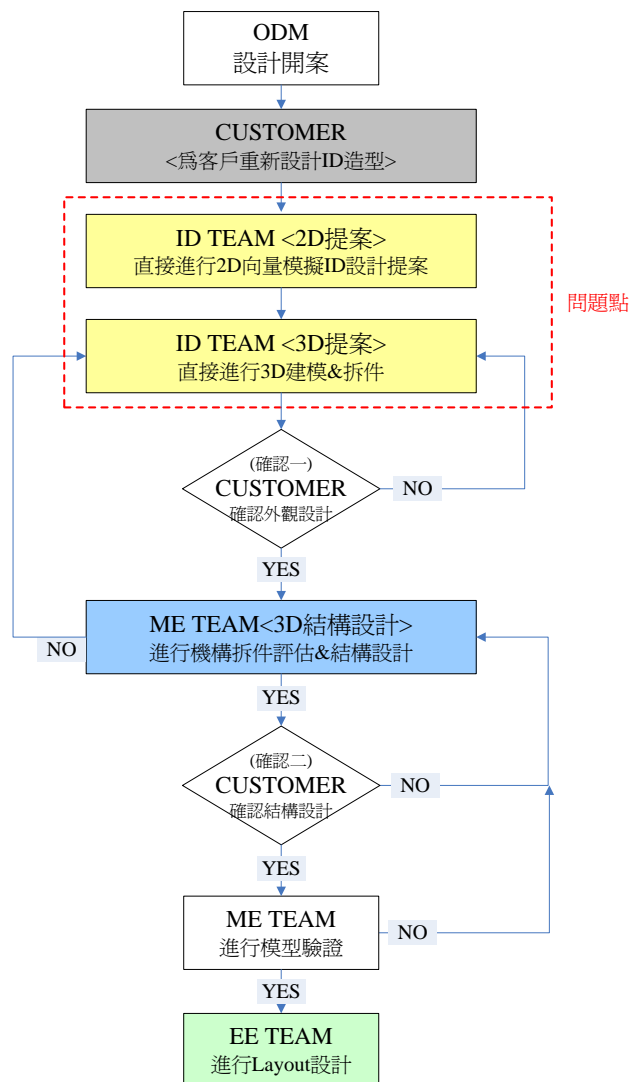 ODM
設計開案
CUSTOMER
<爲客戶重新設計ID造型>
ID TEAM <2D提案>
直接進行2D向量模擬ID設計提案
問題點
ID TEAM <3D提案>
直接進行3D建模&拆件
(確認一)
CUSTOMER
確認外觀設計
NO
YES
ME TEAM<3D結構設計>
進行機構拆件評估&結構設計
NO
YES
(確認二)
CUSTOMER
確認結構設計
NO
YES
ME TEAM
進行模型驗證
NO
YES
EE TEAM
進行Layout設計